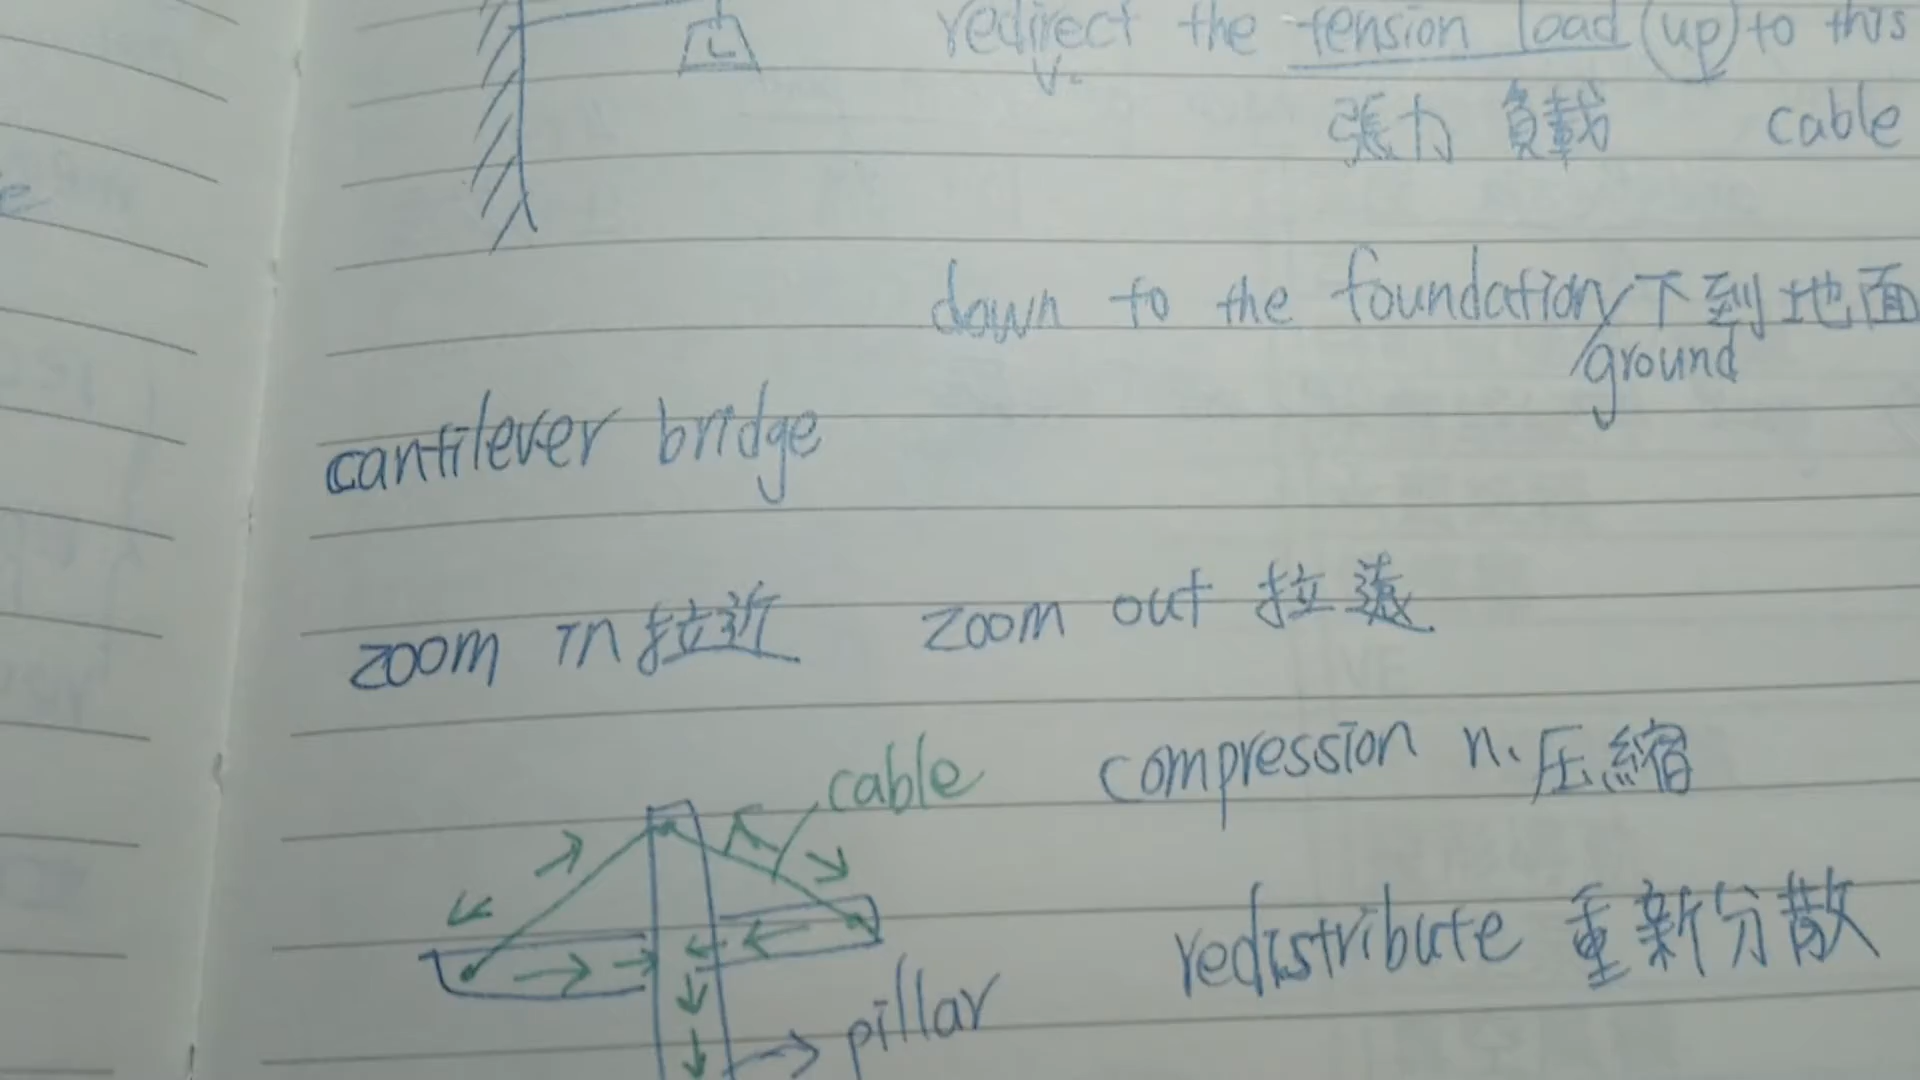 L
redirect the tension load (up) to this
v.
張力 負載 cable
down to the foundation/下到地面
ground
cantilever bridge
zoom in 拉近 zoom out 拉遠
cable
compression n. 压縮
redistribute 重新分散
pillar